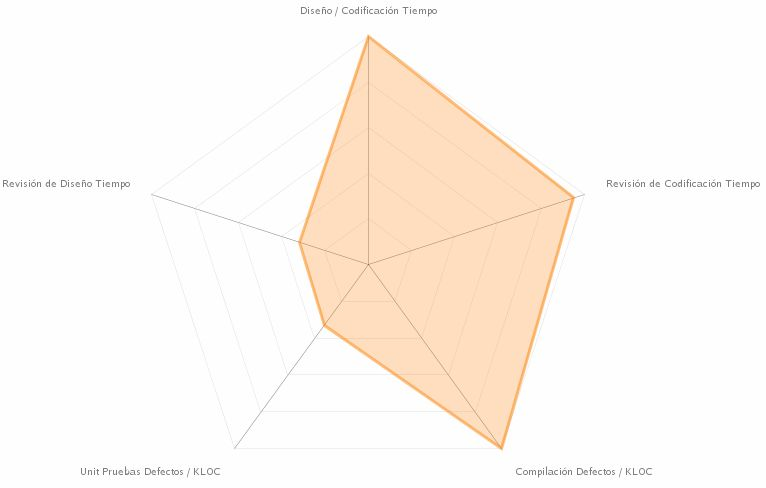 Diseño / Codificación Tiempo
Revisión de Diseño Tiempo
Revisión de Codificación Tiempo
Unit Pruebas Defectos / KLOC
Compilación Defectos / KLOC